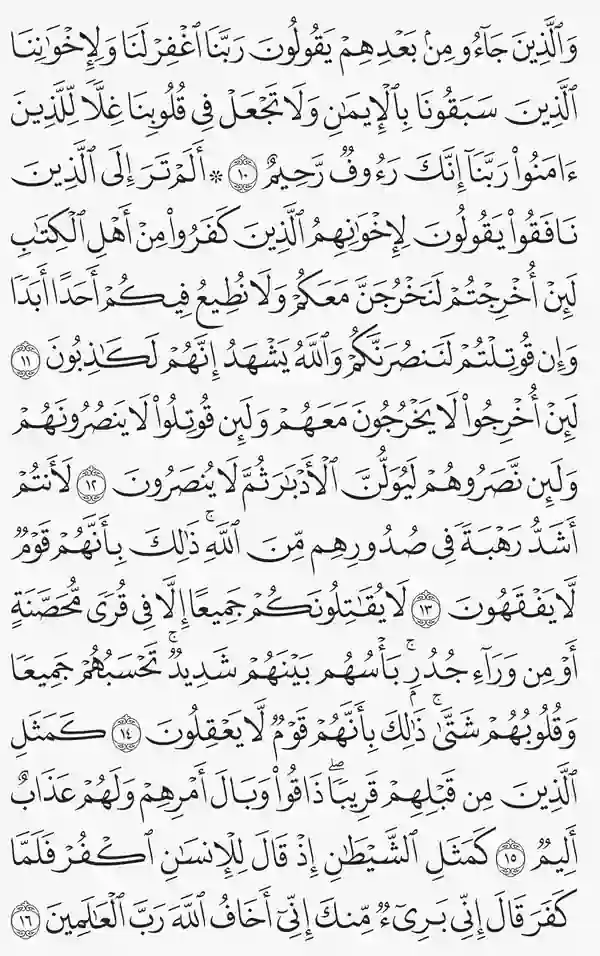 وَٱلَّذِينَ جَآءُو مِنۢ بَعْدِهِمْ يَقُولُونَ رَبَّنَا ٱغْفِرْ لَنَا وَلِإِخْوَٰنِنَا
ٱلَّذِينَ سَبَقُونَا بِٱلْإِيمَٰنِ وَلَا تَجْعَلْ فِى قُلُوبِنَا غِلًّا لِّلَّذِينَ
ءَامَنُوا۟ رَبَّنَآ إِنَّكَ رَءُوفٌ رَّحِيمٌ ١٠ ۞ أَلَمْ تَرَ إِلَى ٱلَّذِينَ
نَافَقُوا۟ يَقُولُونَ لِإِخْوَٰنِهِمُ ٱلَّذِينَ كَفَرُوا۟ مِنْ أَهْلِ ٱلْكِتَٰبِ
لَئِنْ أُخْرِجْتُمْ لَنَخْرُجَنَّ مَعَكُمْ وَلَا نُطِيعُ فِيكُمْ أَحَدًا أَبَدًا
وَإِن قُوتِلْتُمْ لَنَنصُرَنَّكُمْ وَٱللَّهُ يَشْهَدُ إِنَّهُمْ لَكَٰذِبُونَ ١١
لَئِنْ أُخْرِجُوا۟ لَا يَخْرُجُونَ مَعَهُمْ وَلَئِن قُوتِلُوا۟ لَا يَنصُرُونَهُمْ
وَلَئِن نَّصَرُوهُمْ لَيُوَلُّنَّ ٱلْأَدْبَٰرَ ثُمَّ لَا يُنصَرُونَ ١٢ لَأَنتُمْ
أَشَدُّ رَهْبَةً فِى صُدُورِهِم مِّنَ ٱللَّهِ ۚ ذَٰلِكَ بِأَنَّهُمْ قَوْمٌ
لَّا يَفْقَهُونَ ١٣ لَا يُقَٰتِلُونَكُمْ جَمِيعًا إِلَّا فِى قُرًى مُّحَصَّنَةٍ
أَوْ مِن وَرَآءِ جُدُرٍۭ ۚ بَأْسُهُم بَيْنَهُمْ شَدِيدٌ ۚ تَحْسَبُهُمْ جَمِيعًا
وَقُلُوبُهُمْ شَتَّىٰ ۚ ذَٰلِكَ بِأَنَّهُمْ قَوْمٌ لَّا يَعْقِلُونَ ١٤ كَمَثَلِ
ٱلَّذِينَ مِن قَبْلِهِمْ قَرِيبًا ۖ ذَاقُوا۟ وَبَالَ أَمْرِهِمْ وَلَهُمْ عَذَابٌ
أَلِيمٌ ١٥ كَمَثَلِ ٱلشَّيْطَٰنِ إِذْ قَالَ لِلْإِنسَٰنِ ٱكْفُرْ فَلَمَّا
كَفَرَ قَالَ إِنِّى بَرِىٓءٌ مِّنكَ إِنِّىٓ أَخَافُ ٱللَّهَ رَبَّ ٱلْعَٰلَمِينَ ١٦